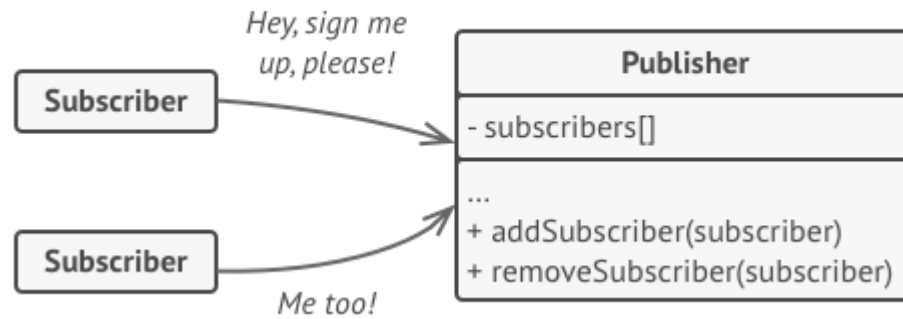 Hey, sign me
up, please!
Subscriber
Publisher
- subscribers[]
...
+ addSubscriber(subscriber)
+ removeSubscriber(subscriber)
Subscriber
Me too!